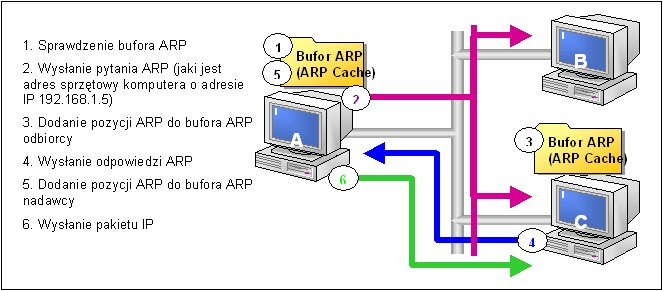 1. Sprawdzenie bufora ARP
2. Wysłanie pytania ARP (jaki jest
adres sprzętowy komputera o adresie
IP 192.168.1.5)
3. Dodanie pozycji ARP do bufora ARP
odbiorcy
4. Wysłanie odpowiedzi ARP
5. Dodanie pozycji ARP do bufora ARP
nadawcy
6. Wysłanie pakietu IP
1
5
Bufor ARP
(ARP Cache)
2
A
6
B
3
Bufor ARP
(ARP Cache)
C
4